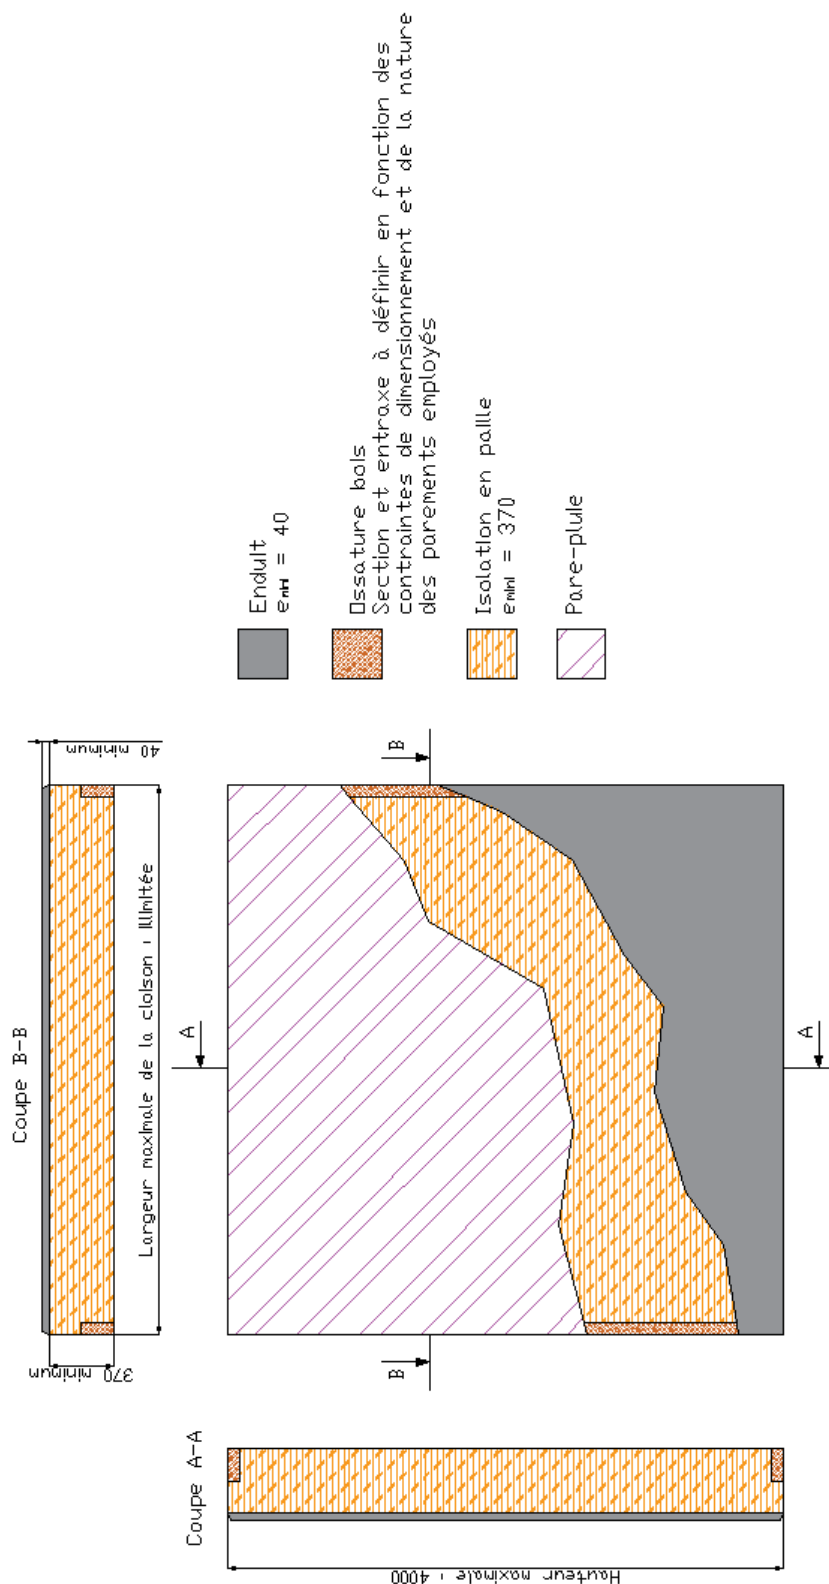 Coupe B-B
40 minimum
Largeur maximale de la cloison : illimitée
370 minimum
B
B
A
A
Coupe A-A
Hauteur maximale : 4000
Enduit
emini = 40
Ossature bois
Section et entraxe à définir en fonction des
contraintes de dimensionnement et de la nature
des parements employés
Isolation en paille
emini = 370
Pare-pluie